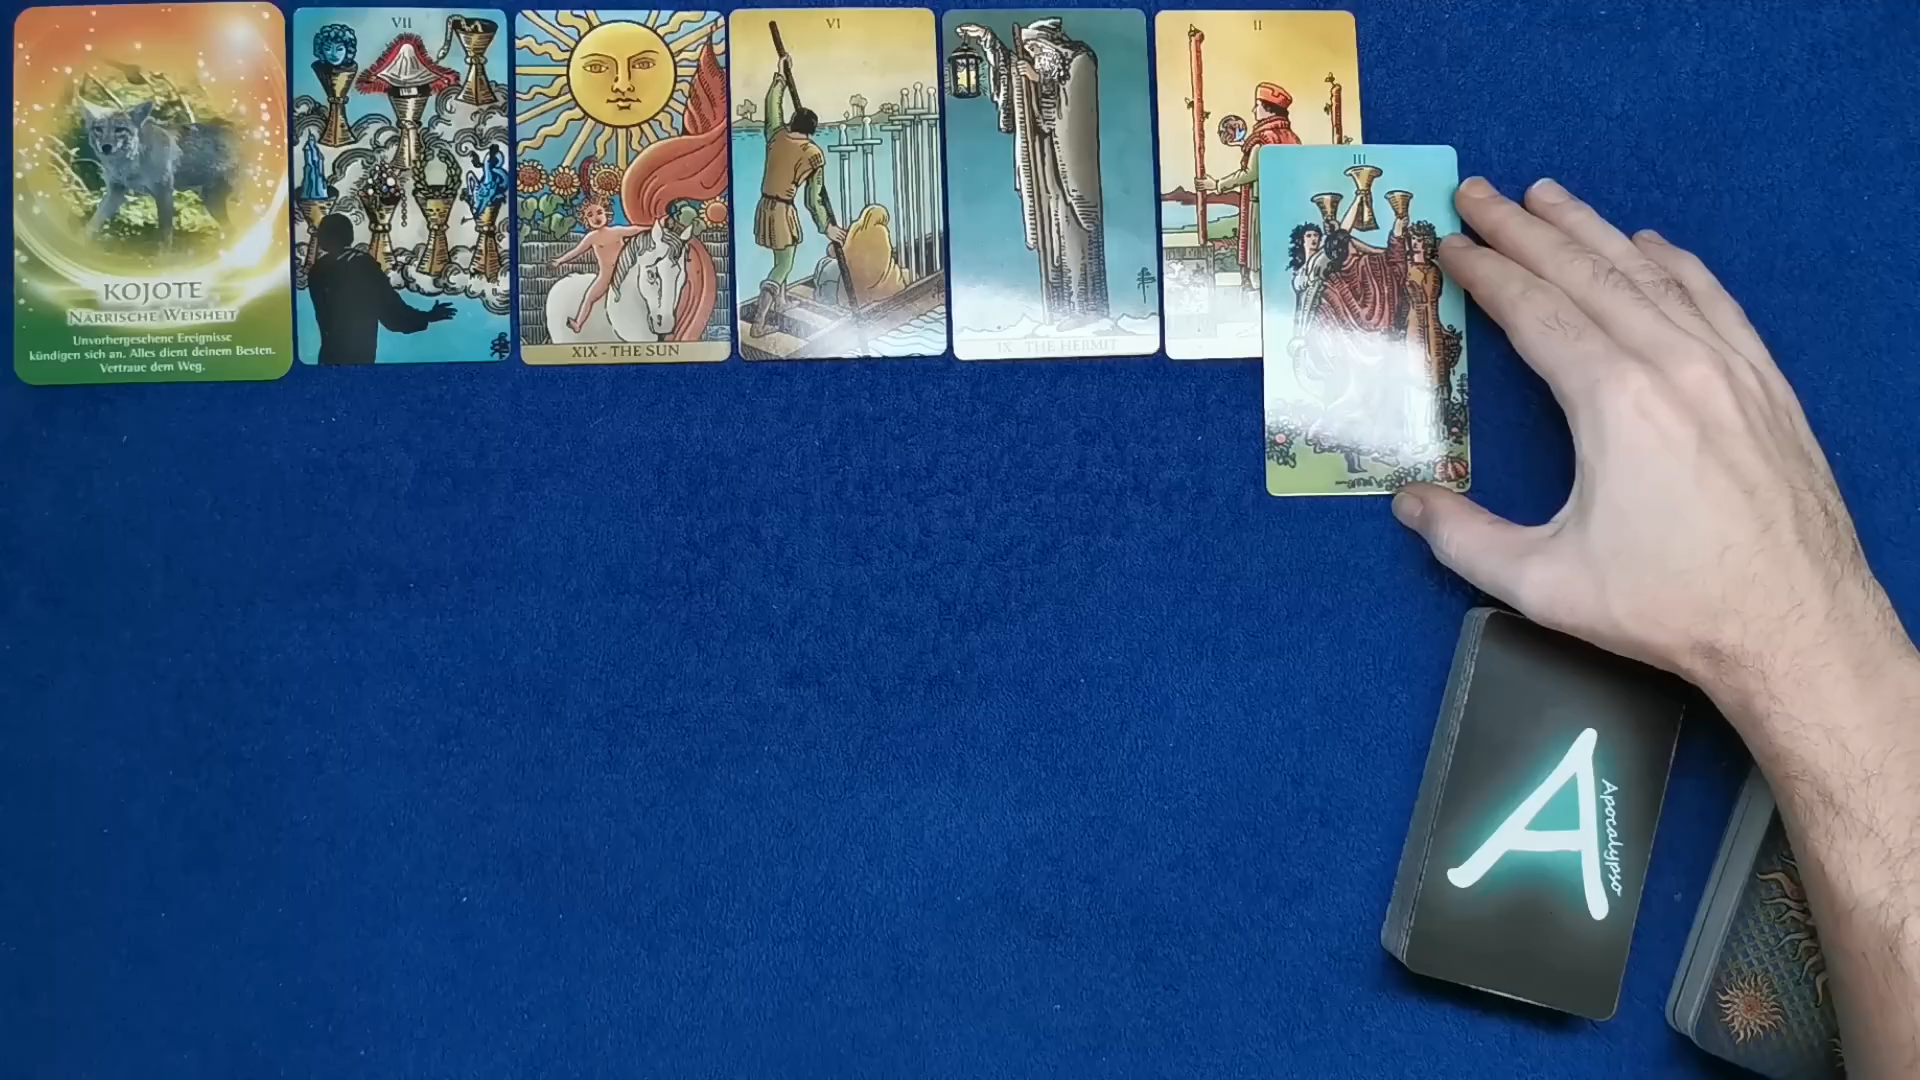 KOJOTE
NÄRRISCHE WEISHEIT
Unvorhergesehene Ereignisse
kündigen sich an. Alles dient deinem Besten.
Vertraue dem Weg.
VII
XIX - THE SUN
VI
IX - THE HERMIT
II
III
A
Apocalypso